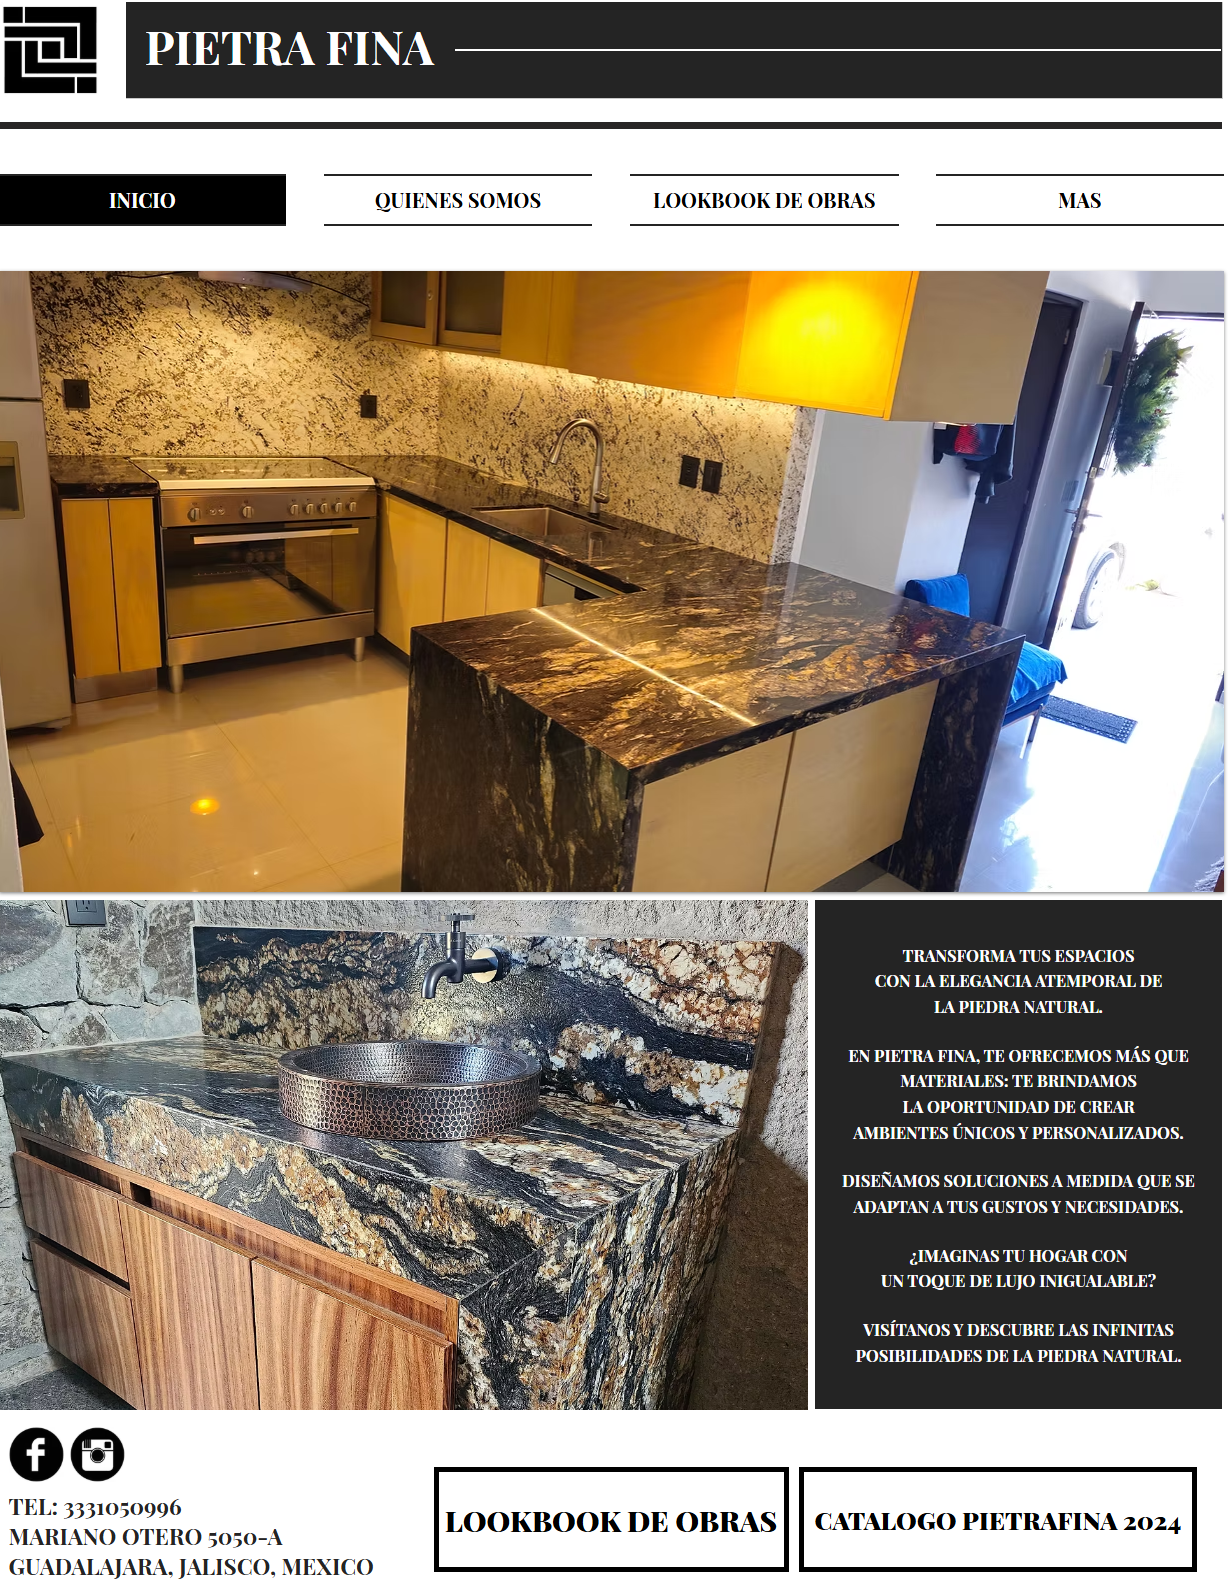 PIETRA FINA
INICIO
QUIENES SOMOS
LOOKBOOK DE OBRAS
MAS
TRANSFORMA TUS ESPACIOS
CON LA ELEGANCIA ATEMPORAL DE
LA PIEDRA NATURAL.
EN PIETRA FINA, TE OFRECEMOS MÁS QUE
MATERIALES: TE BRINDAMOS
LA OPORTUNIDAD DE CREAR
AMBIENTES ÚNICOS Y PERSONALIZADOS.
DISEÑAMOS SOLUCIONES A MEDIDA QUE SE
ADAPTAN A TUS GUSTOS Y NECESIDADES.
¿IMAGINAS TU HOGAR CON
UN TOQUE DE LUJO INIGUALABLE?
VISÍTANOS Y DESCUBRE LAS INFINITAS
POSIBILIDADES DE LA PIEDRA NATURAL.
TEL: 3331050996
MARIANO OTERO 5050-A
GUADALAJARA, JALISCO, MEXICO
LOOKBOOK DE OBRAS
CATALOGO PIETRAFINA 2024